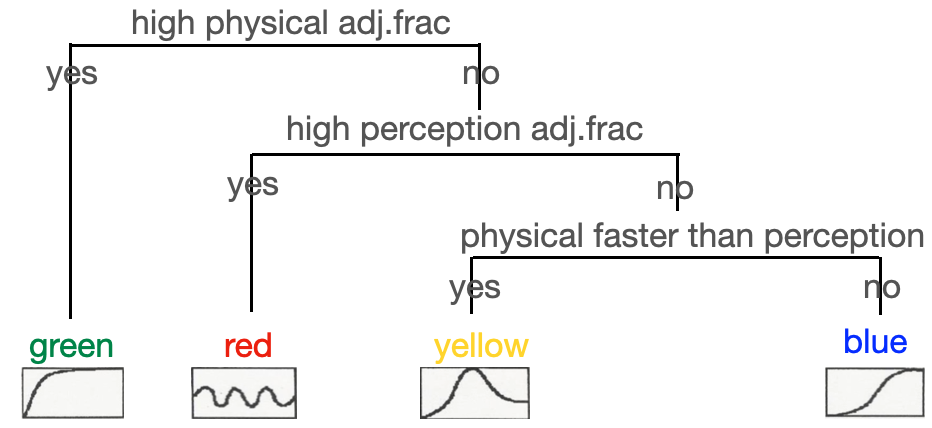 high physical adj.frac
yes
no
high perception adj.frac
yes
no
physical faster than perception
yes
no
green
red
yellow
blue